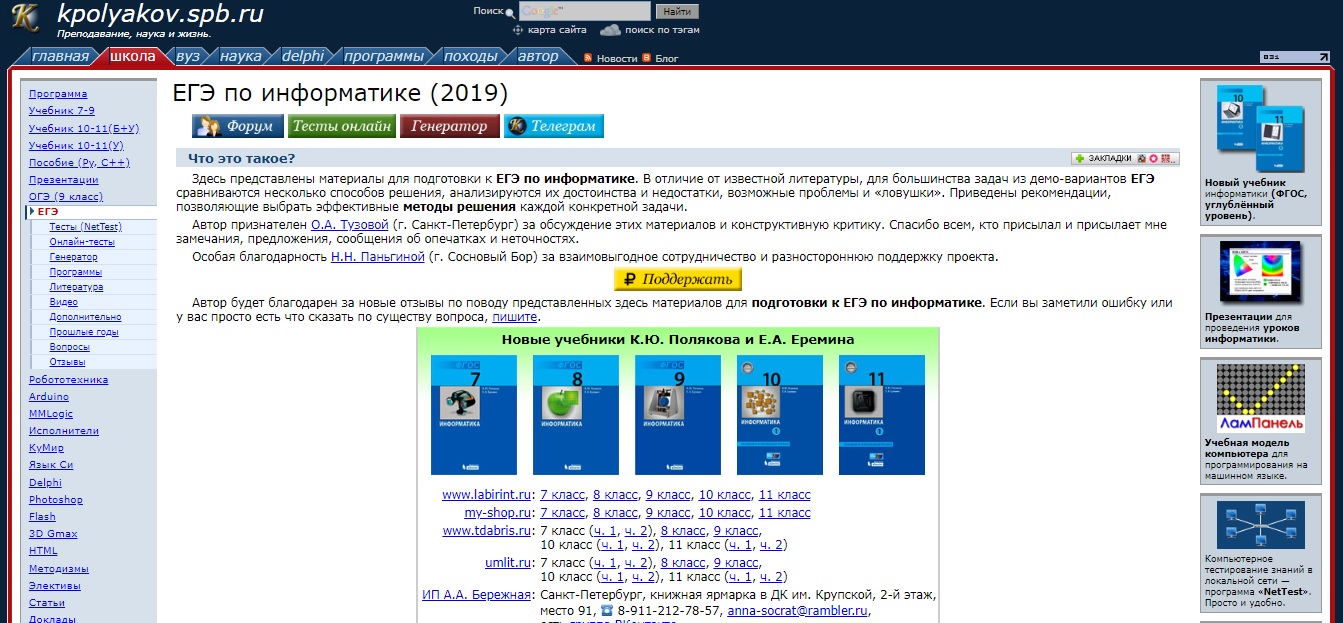 kpolyakov.spb.ru
Преподавание, наука и жизнь.
Поиск
Google™
Найти
карта сайта
поиск по тэгам
главная
школа
вуз
наука
delphi
программы
походы
автор
Новости
Блог
Программа
Учебник 7-9
Учебник 10-11(Б+У)
Учебник 10-11(У)
Пособие (Py, C++)
Презентации
ОГЭ (9 класс)
ЕГЭ
Тесты (NetTest)
Онлайн-тесты
Генератор
Программы
Литература
Видео
Дополнительно
Прошлые годы
Вопросы
Отзывы
Робототехника
Arduino
MMLogic
Исполнители
КуМир
Язык Си
Delphi
Photoshop
Flash
3D Gmax
HTML
Методизмы
Элективы
Статьи
Доклады
ЕГЭ по информатике (2019)
Форум
Тесты онлайн
Генератор
Телеграм
Что это такое?
ЗАКЛАДКИ
Здесь представлены материалы для подготовки к ЕГЭ по информатике. В отличие от известной литературы, для большинства задач из демо-вариантов ЕГЭ
сравниваются несколько способов решения, анализируются их достоинства и недостатки, возможные проблемы и «ловушки». Приведены рекомендации,
позволяющие выбрать эффективные методы решения каждой конкретной задачи.
Автор признателен О.А. Тузовой (г. Санкт-Петербург) за обсуждение этих материалов и конструктивную критику. Спасибо всем, кто присылал и присылает мне
замечания, предложения, сообщения об опечатках и неточностях.
Особая благодарность Н.Н. Паньгиной (г. Сосновый Бор) за взаимовыгодное сотрудничество и разностороннюю поддержку проекта.
₽ Поддержать
Автор будет благодарен за новые отзывы по поводу представленных здесь материалов для подготовки к ЕГЭ по информатике. Если вы заметили ошибку или
у вас просто есть что сказать по существу вопроса, пишите.
Новые учебники К.Ю. Полякова и Е.А. Еремина
ФГОС
7
ИНФОРМАТИКА
ФГОС
8
ИНФОРМАТИКА
ФГОС
9
ИНФОРМАТИКА
10
ИНФОРМАТИКА
11
ИНФОРМАТИКА
www.labirint.ru: 7 класс, 8 класс, 9 класс, 10 класс, 11 класс
my-shop.ru: 7 класс, 8 класс, 9 класс, 10 класс, 11 класс
www.tdabris.ru: 7 класс (ч. 1, ч. 2), 8 класс, 9 класс,
10 класс (ч. 1, ч. 2), 11 класс (ч. 1, ч. 2)
umlit.ru: 7 класс (ч. 1, ч. 2), 8 класс, 9 класс,
10 класс (ч. 1, ч. 2), 11 класс (ч. 1, ч. 2)
ИП А.А. Бережная: Санкт-Петербург, книжная ярмарка в ДК им. Крупской, 2-й этаж,
место 91, ☎ 8-911-212-78-57, anna-socrat@rambler.ru,
есть группа ВКонтакте
10
11
Новый учебник
информатики (ФГОС,
углублённый
уровень).
Презентации для
проведения уроков
информатики.
ЛамПанель
Учебная модель
компьютера для
программирования на
машинном языке.
Компьютерное
тестирование знаний в
локальной сети —
программа «NetTest».
Просто и удобно.